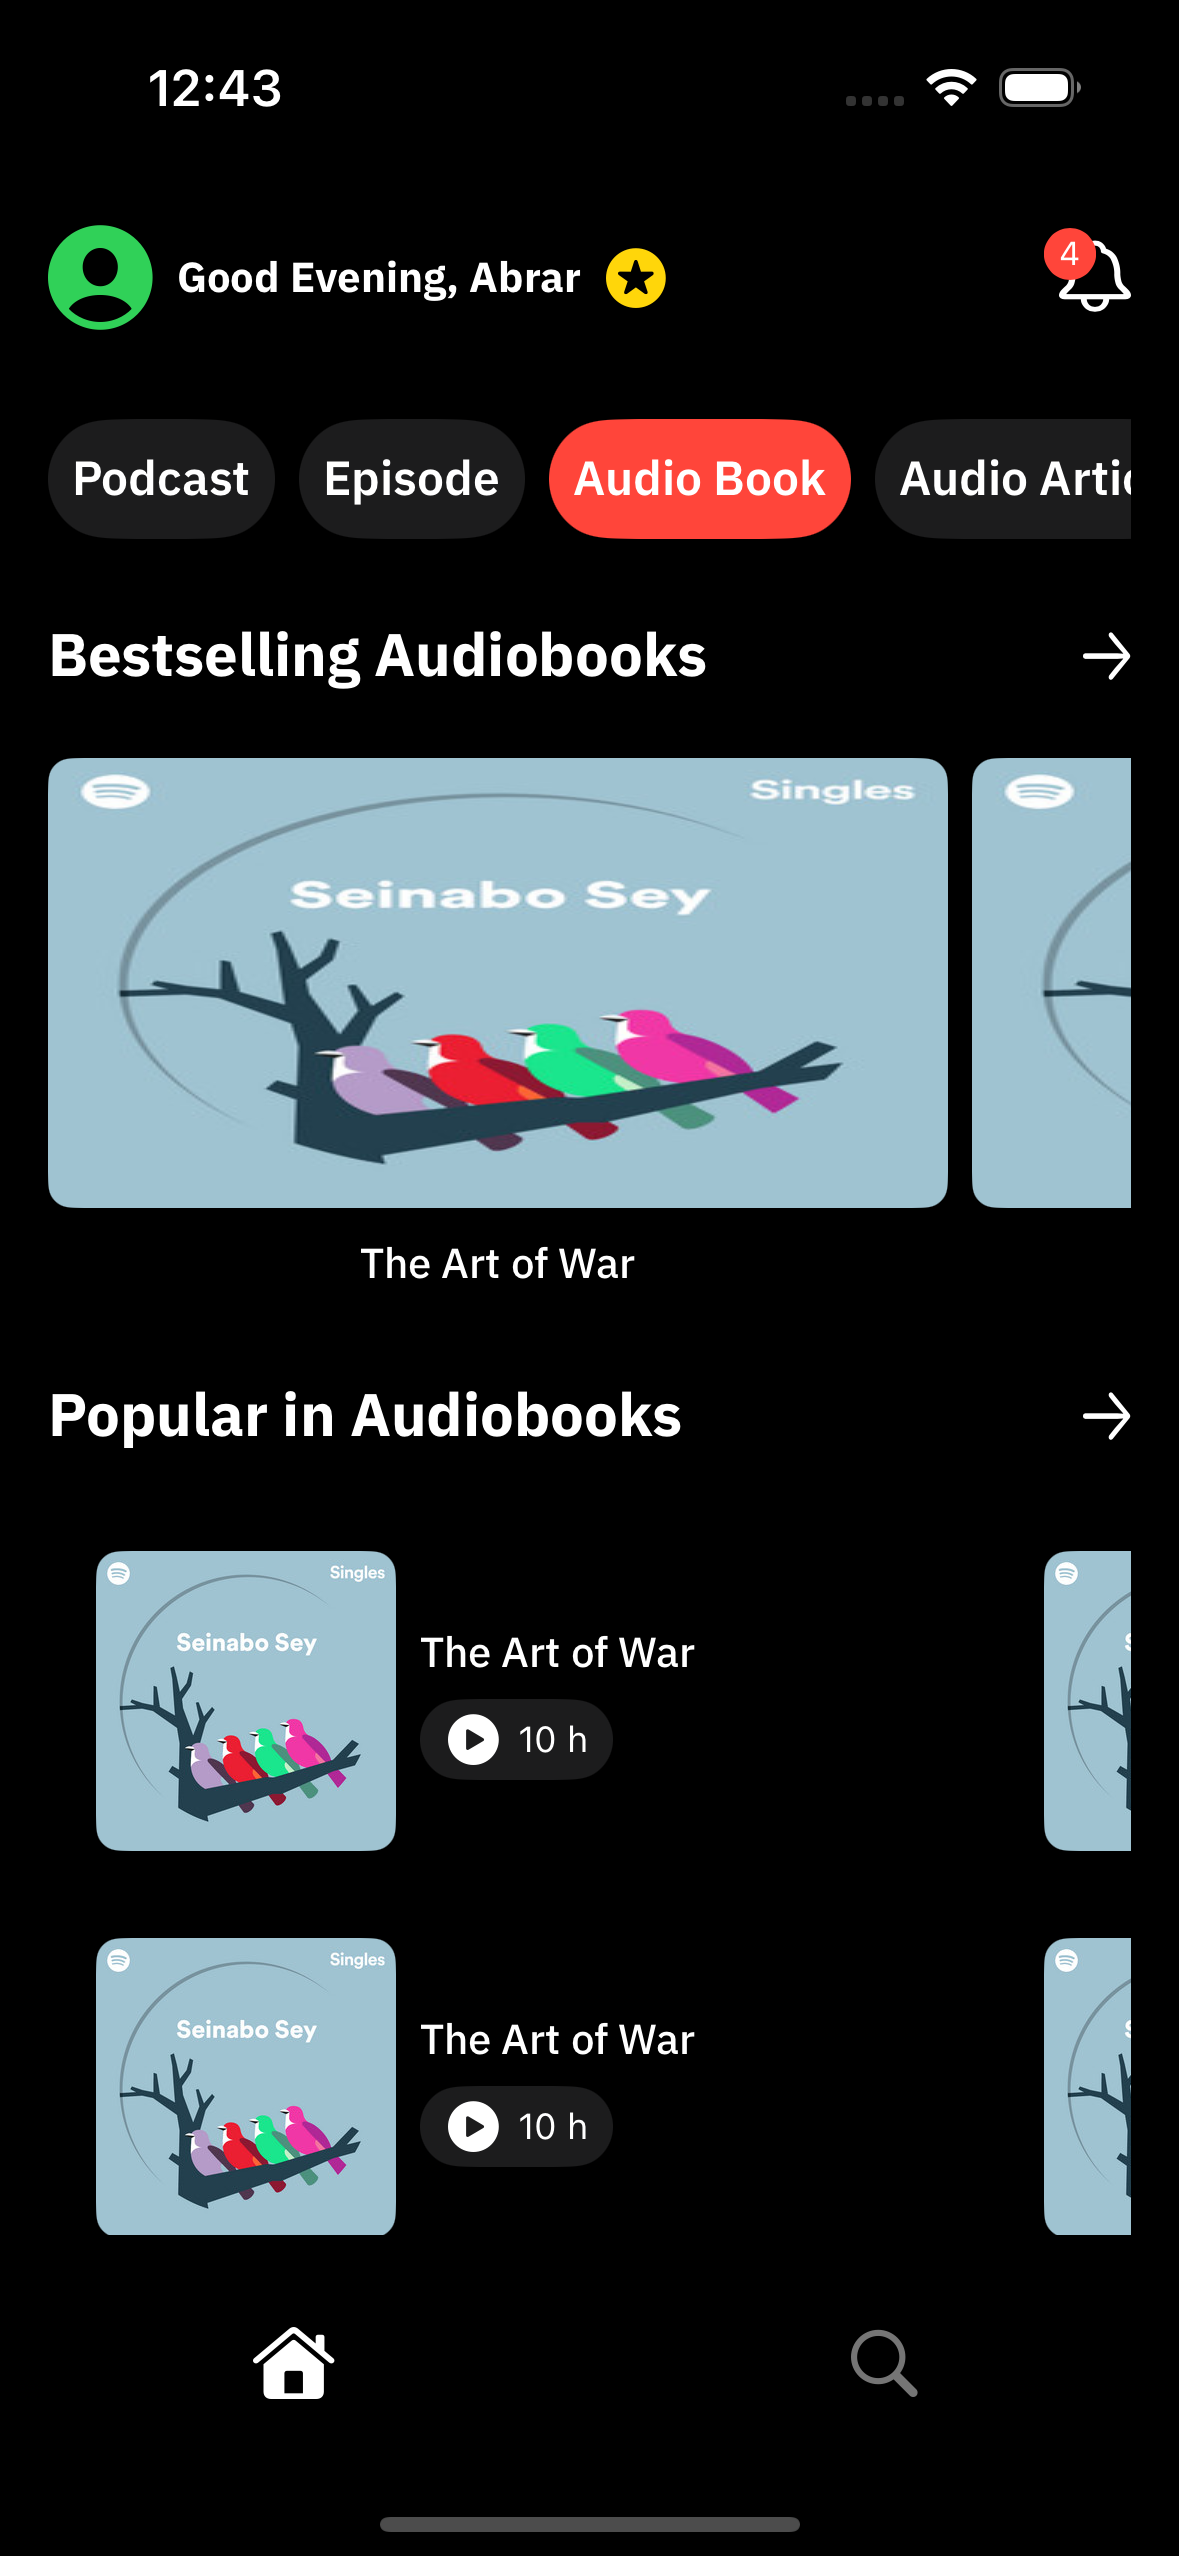 12:43
Good Evening, Abrar
4
Podcast
Episode
Audio Book
Audio
Bestselling Audiobooks
Singles
Seinabo Sey
The Art of War
Popular in Audiobooks
Singles
Seinabo Sey
The Art of War
10 h
Singles
Seinabo Sey
The Art of War
10 h